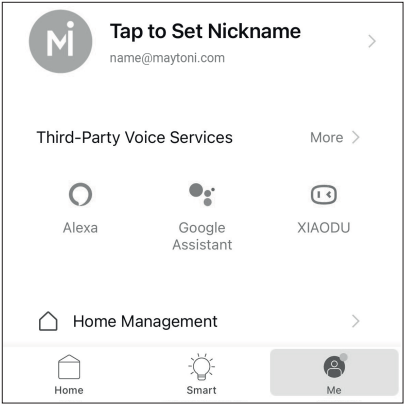 Mi
Tap to Set Nickname
name@maytoni.com
Third-Party Voice Services
More
Alexa
Google
Assistant
XIAODU
Home Management
Home
Smart
Me